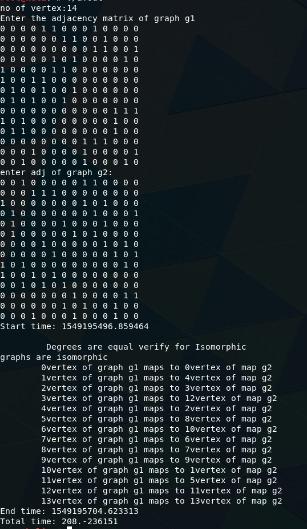 no of vertex:14
Enter the adjacency matrix of graph g1
0 0 0 0 1 1 0 0 0 1 0 0 0 0
0 0 0 0 0 0 1 1 0 0 1 0 0 0
0 0 0 0 0 0 0 0 0 1 1 0 0 1
0 0 0 0 0 1 0 1 0 0 0 0 1 0
1 0 0 0 0 1 1 0 0 0 0 0 0 0
1 0 0 1 1 0 0 0 0 0 0 0 0 0
0 1 0 0 1 0 0 1 0 0 0 0 0 0
0 1 0 1 0 0 1 0 0 0 0 0 0 0
0 0 0 0 0 0 0 0 0 0 0 1 1 1
1 0 1 0 0 0 0 0 0 0 0 1 0 0
0 1 1 0 0 0 0 0 0 0 0 1 0 0
0 0 0 0 0 0 0 0 1 1 1 0 0 0
0 0 0 1 0 0 0 0 1 0 0 0 0 1
0 0 1 0 0 0 0 0 1 0 0 0 1 0
enter adj of graph g2:
0 0 1 0 0 0 0 0 1 1 0 0 0 0
0 0 0 1 1 1 0 0 0 0 0 0 0 0
1 0 0 0 0 0 0 0 1 0 1 0 0 0
0 1 0 0 0 0 0 0 0 1 0 0 0 1
0 1 0 0 0 0 1 0 0 0 1 0 0 0
0 1 0 0 0 0 0 1 0 1 0 0 0 0
0 0 0 0 1 0 0 0 0 0 1 0 1 0
0 0 0 0 0 1 0 0 0 0 0 1 0 1
1 0 1 0 0 0 0 0 0 0 0 0 1 0
1 0 0 1 0 1 0 0 0 0 0 0 0 0
0 0 1 0 1 0 1 0 0 0 0 0 0 0
0 0 0 0 0 0 0 1 0 0 0 0 1 1
0 0 0 0 0 0 1 0 1 0 0 1 0 0
0 0 0 1 0 0 0 1 0 0 0 1 0 0
Start time: 1549195496.859464
Degrees are equal verify for Isomorphic
graphs are isomorphic
0vertex of graph g1 maps to 0vertex of map g2
1vertex of graph g1 maps to 4vertex of map g2
2vertex of graph g1 maps to 3vertex of map g2
3vertex of graph g1 maps to 12vertex of map g2
4vertex of graph g1 maps to 2vertex of map g2
5vertex of graph g1 maps to 8vertex of map g2
6vertex of graph g1 maps to 10vertex of map g2
7vertex of graph g1 maps to 6vertex of map g2
8vertex of graph g1 maps to 7vertex of map g2
9vertex of graph g1 maps to 9vertex of map g2
10vertex of graph g1 maps to 1vertex of map g2
11vertex of graph g1 maps to 5vertex of map g2
12vertex of graph g1 maps to 11vertex of map g2
13vertex of graph g1 maps to 13vertex of map g2
End time: 1549195704.623313
Total time: 208.-236151